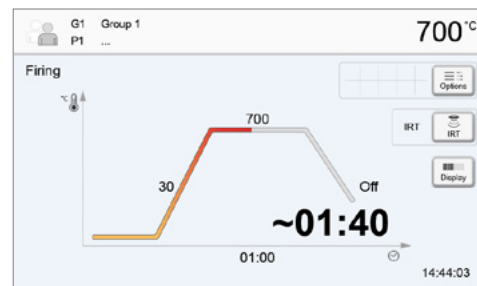 G1 Group 1
P1 ...
700°C
Firing
Options
°C
700
IRT
IRT
Display
30
Off
~01:40
01:00
14:44:03